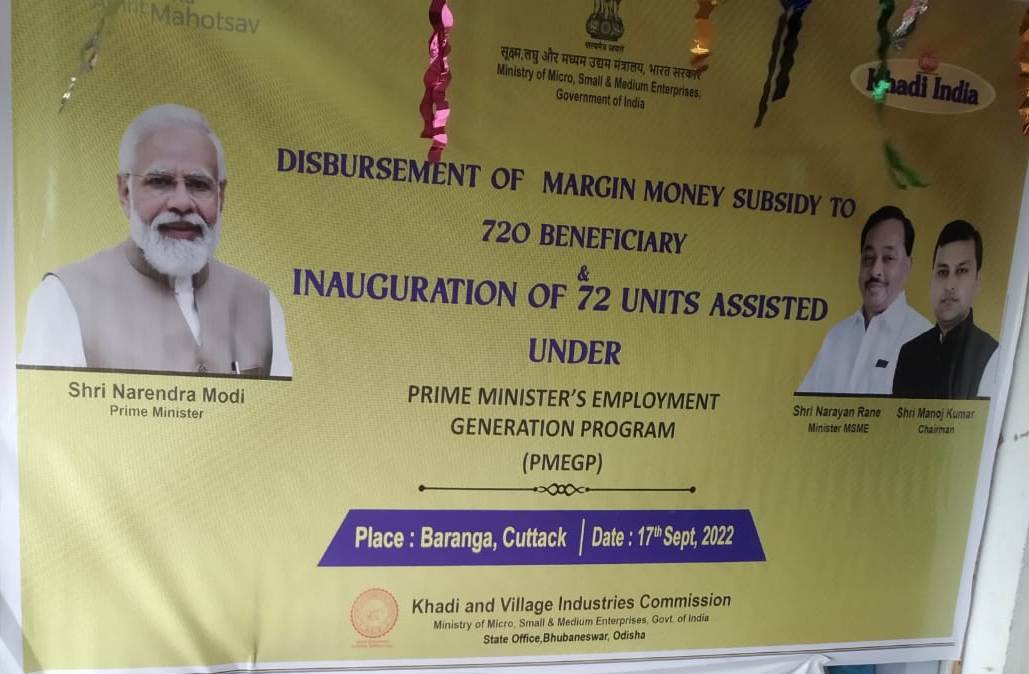 Amrit Mahotsav
सत्यमेव जयते
सूक्ष्म,लघु और मध्यम उद्यम मंत्रालय, भारत सरकार
Ministry of Micro, Small & Medium Enterprises,
Government of India
Khadi India
DISBURSEMENT OF MARGIN MONEY SUBSIDY TO
720 BENEFICIARY
&
INAUGURATION OF 72 UNITS ASSISTED
UNDER
PRIME MINISTER'S EMPLOYMENT
GENERATION PROGRAM
(PMEGP)
Shri Narendra Modi
Prime Minister
Shri Narayan Rane
Minister MSME
Shri Manoj Kumar
Chairman
Place : Baranga, Cuttack | Date : 17th Sept, 2022
Khadi and Village Industries Commission
Ministry of Micro, Small & Medium Enterprises, Govt. of India
State Office,Bhubaneswar, Odisha